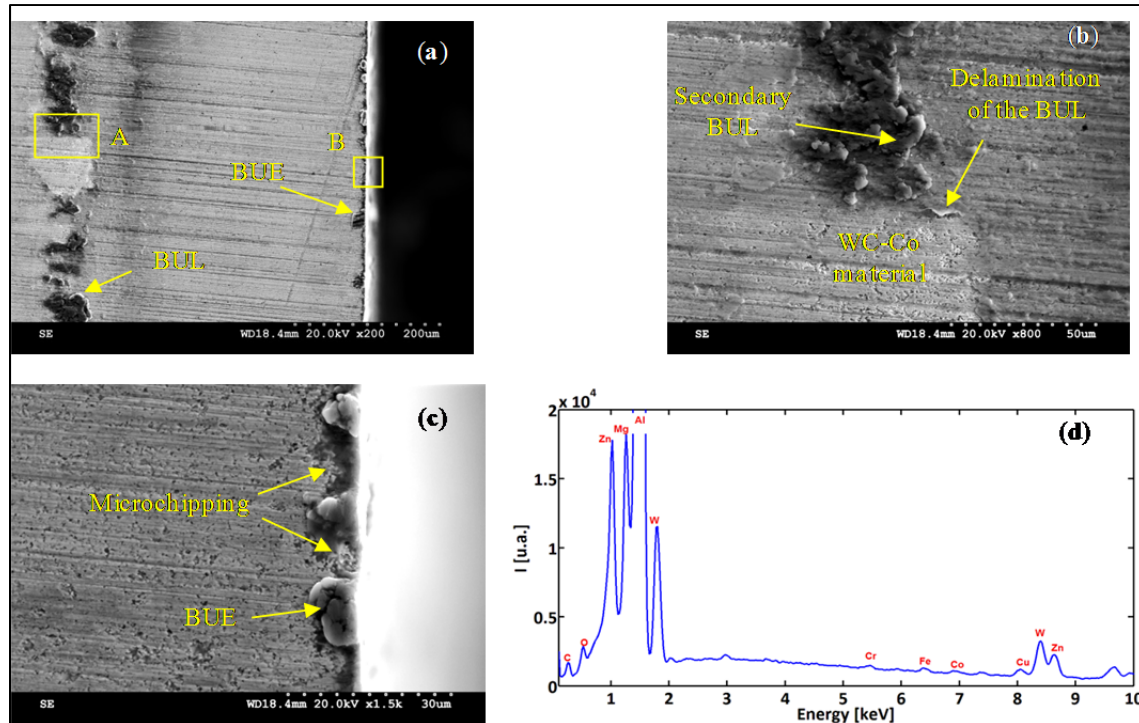 (a)
A
B
BUE
BUL
SE
WD18.4mm 20.0kV x200 200um
(b)
Secondary
BUL
Delamination
of the BUL
WC-Co
material
SE
WD18.4mm 20.0kV x800 50um
(c)
Microchipping
BUE
WD18.4mm 20.0kV x1.5k 30um
(d)
x 10⁴
2
1.5
1
0.5
0
I [u.a.]
C
O
Zn
Mg
Al
W
Cr
Fe
Co
Cu
W
Zn
1 2 3 4 5 6 7 8 9 10
Energy [keV]